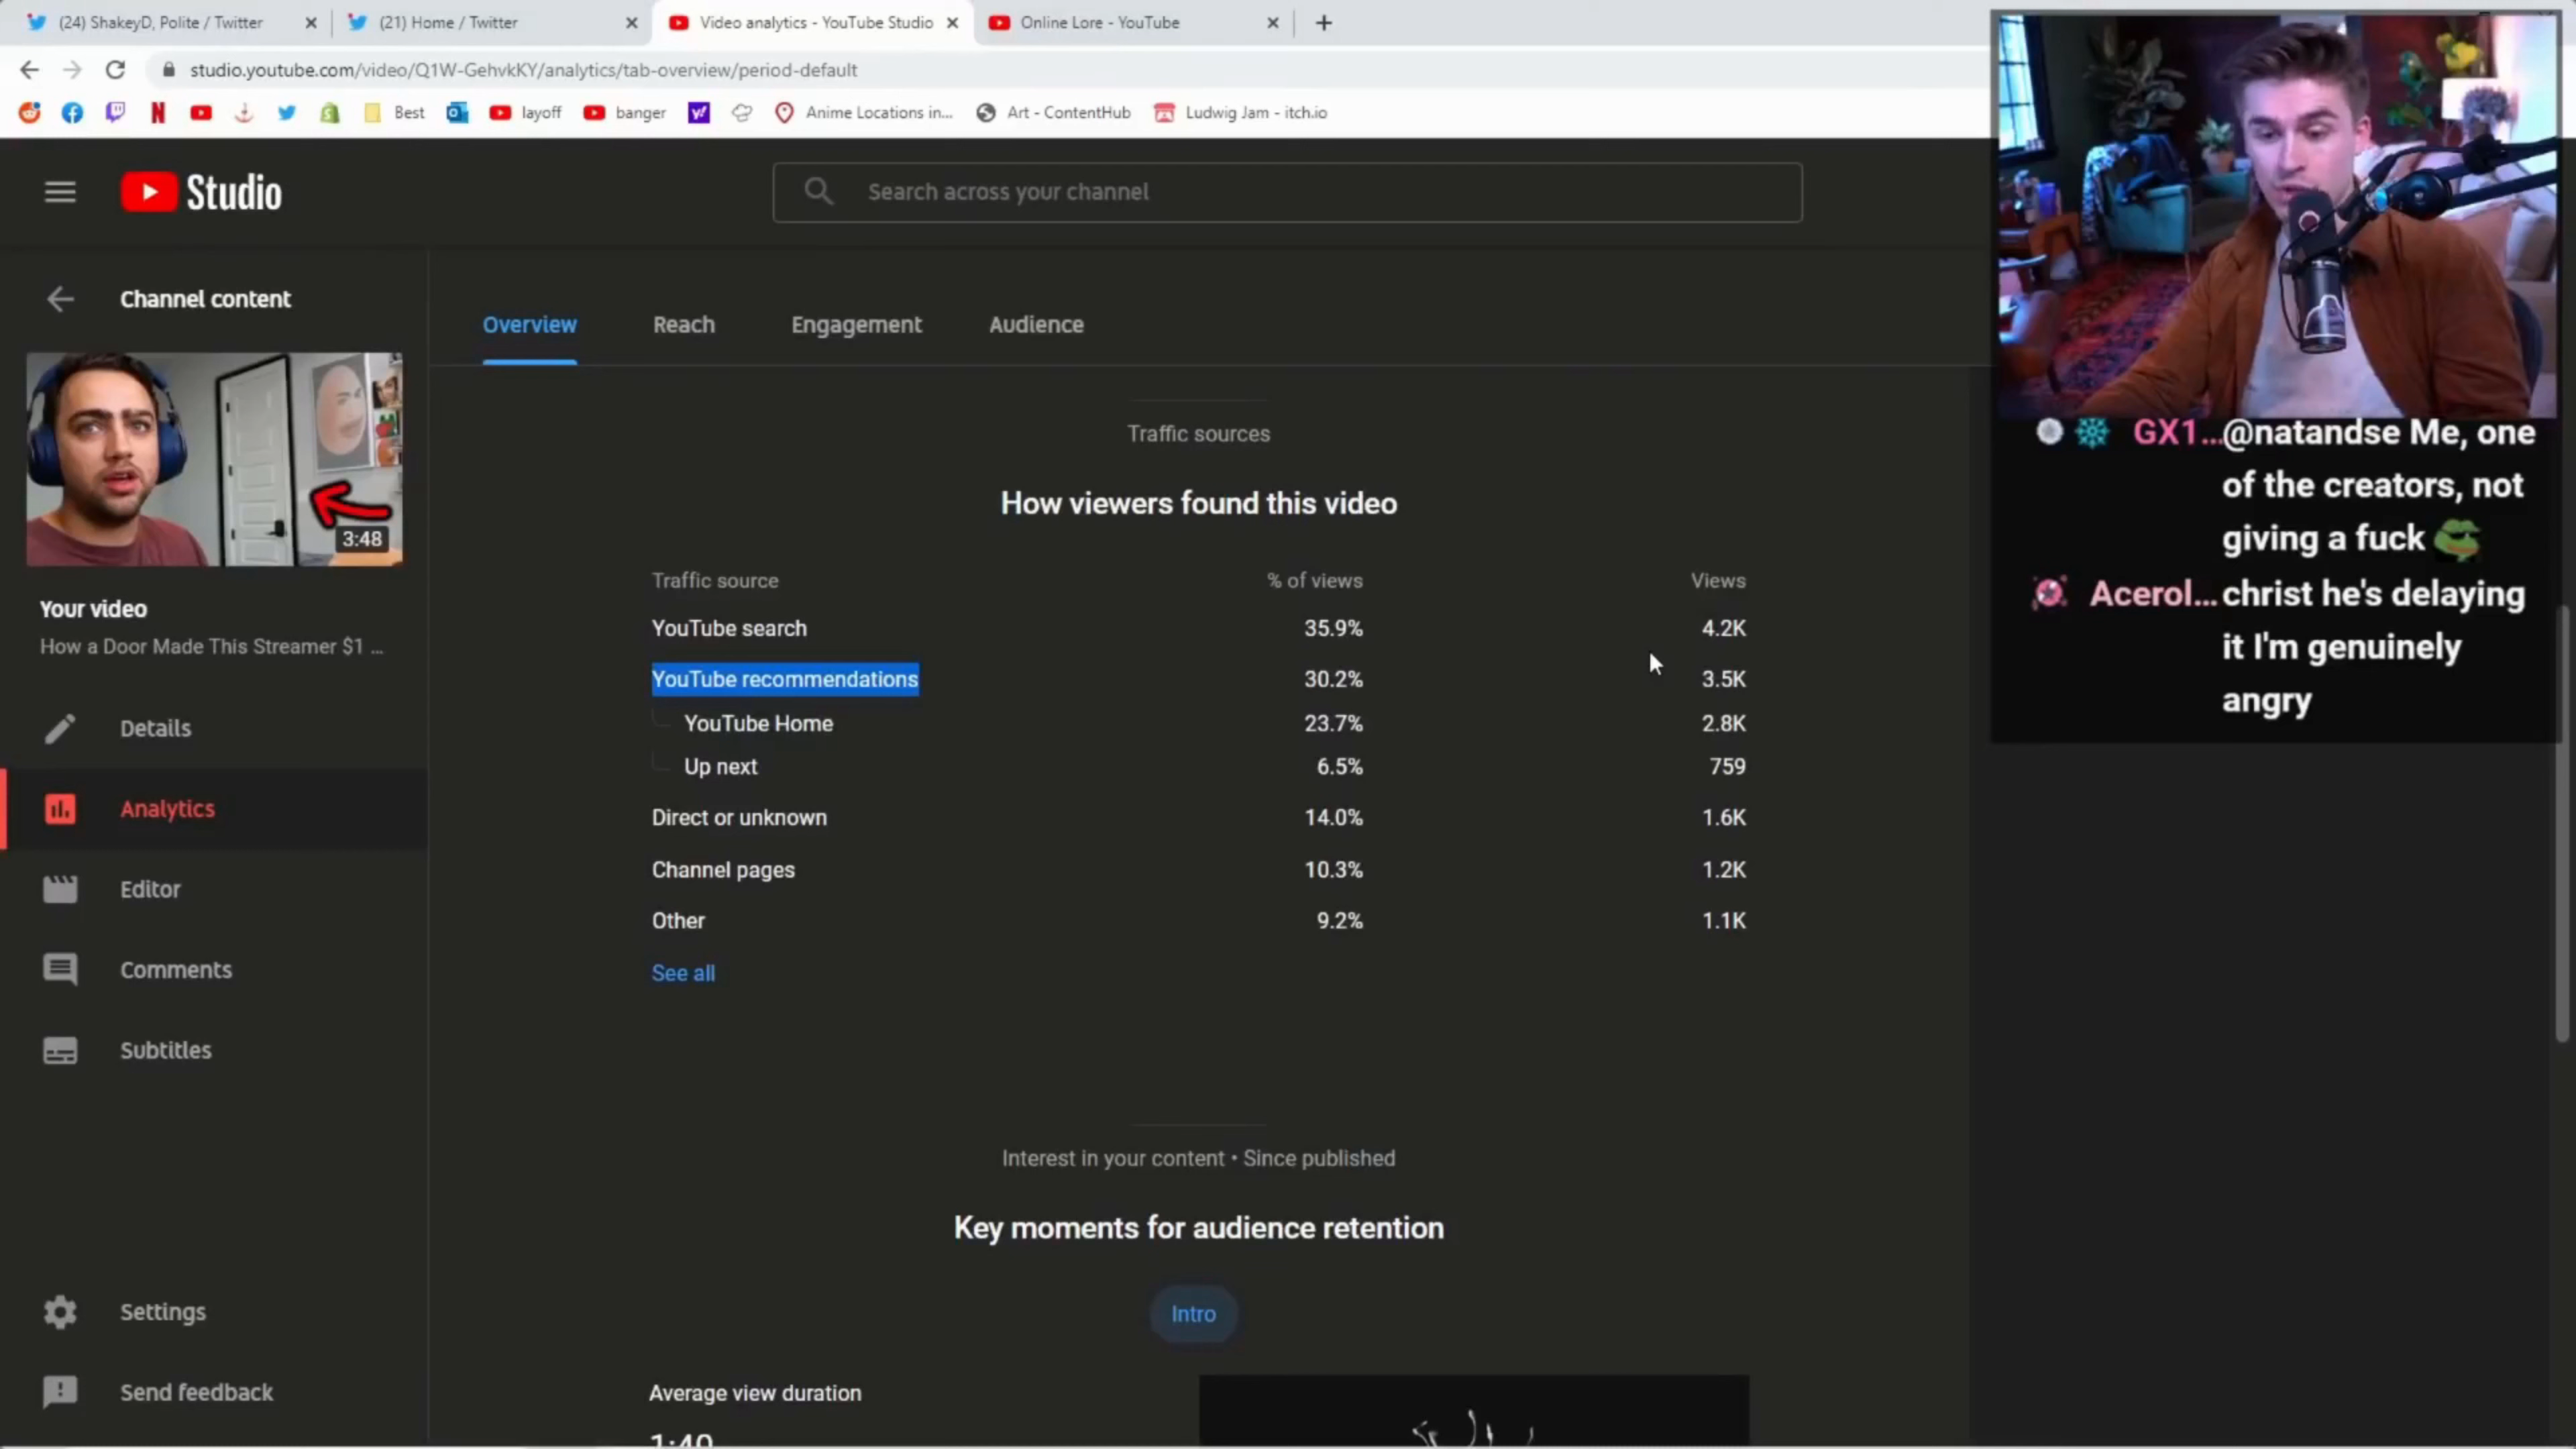 (24) ShakeyD, Polite / Twitter
(21) Home / Twitter
Video analytics - YouTube Studio
Online Lore - YouTube
studio.youtube.com/video/Q1W-GehvkKY/analytics/tab-overview/period-default
Best
layoff
banger
Anime Locations in...
Art - ContentHub
Ludwig Jam - itch.io
Studio
Search across your channel
Channel content
Overview
Reach
Engagement
Audience
3:48
Your video
How a Door Made This Streamer $1 ...
Details
Analytics
Editor
Comments
Subtitles
Settings
Send feedback
Traffic sources
How viewers found this video
Traffic source % of views Views
YouTube search 35.9% 4.2K
YouTube recommendations 30.2% 3.5K
YouTube Home 23.7% 2.8K
Up next 6.5% 759
Direct or unknown 14.0% 1.6K
Channel pages 10.3% 1.2K
Other 9.2% 1.1K
See all
Interest in your content • Since published
Key moments for audience retention
Intro
Average view duration
1:40
GX1...@natandse Me, one
of the creators, not
giving a fuck
Acerol...christ he's delaying
it I'm genuinely
angry